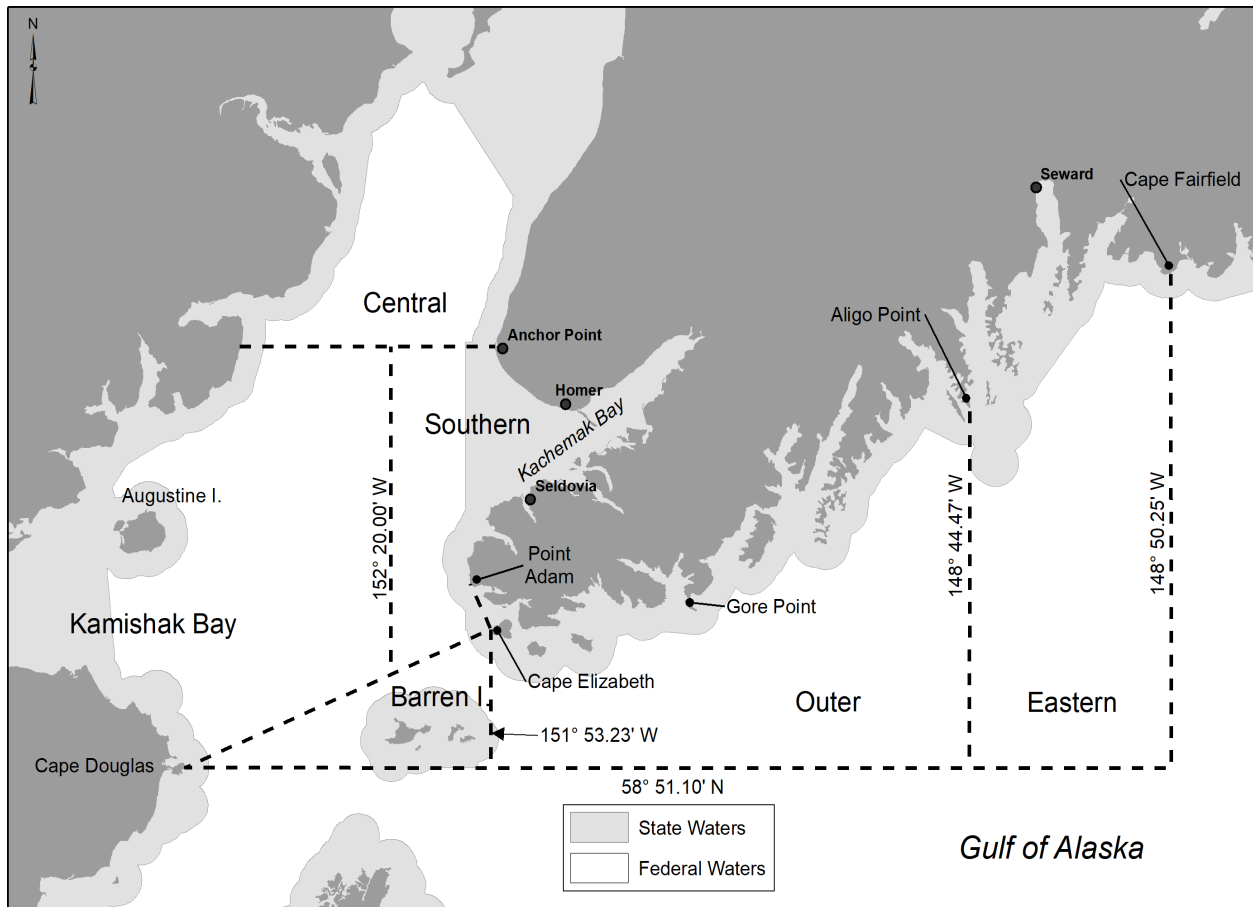 N
Seward
Cape Fairfield
Central
Aligo Point
Anchor Point
Homer
Southern
Kachemak Bay
Augustine I.
Seldovia
152° 20.00' W
148° 44.47' W
148° 50.25' W
Point
Adam
Gore Point
Kamishak Bay
Cape Elizabeth
Barren I.
Outer
Eastern
151° 53.23' W
Cape Douglas
58° 51.10' N
State Waters
Federal Waters
Gulf of Alaska